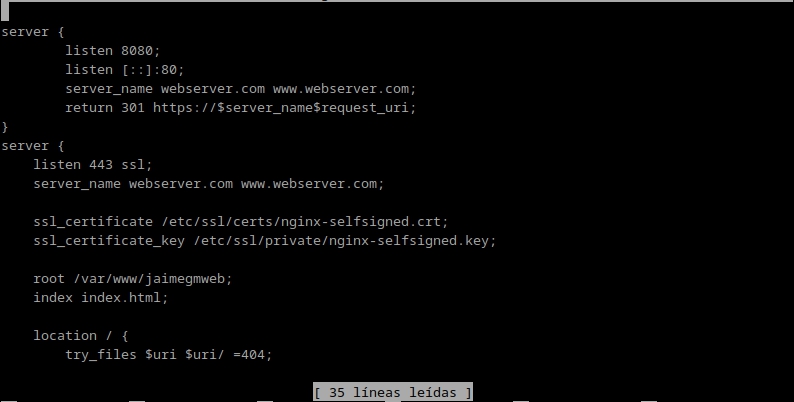 server {
        listen 8080;
        listen [::]:80;
        server_name webserver.com www.webserver.com;
        return 301 https://$server_name$request_uri;
}
server {
    listen 443 ssl;
    server_name webserver.com www.webserver.com;

    ssl_certificate /etc/ssl/certs/nginx-selfsigned.crt;
    ssl_certificate_key /etc/ssl/private/nginx-selfsigned.key;

    root /var/www/jaimegmweb;
    index index.html;

    location / {
        try_files $uri $uri/ =404;

[ 35 líneas leídas ]